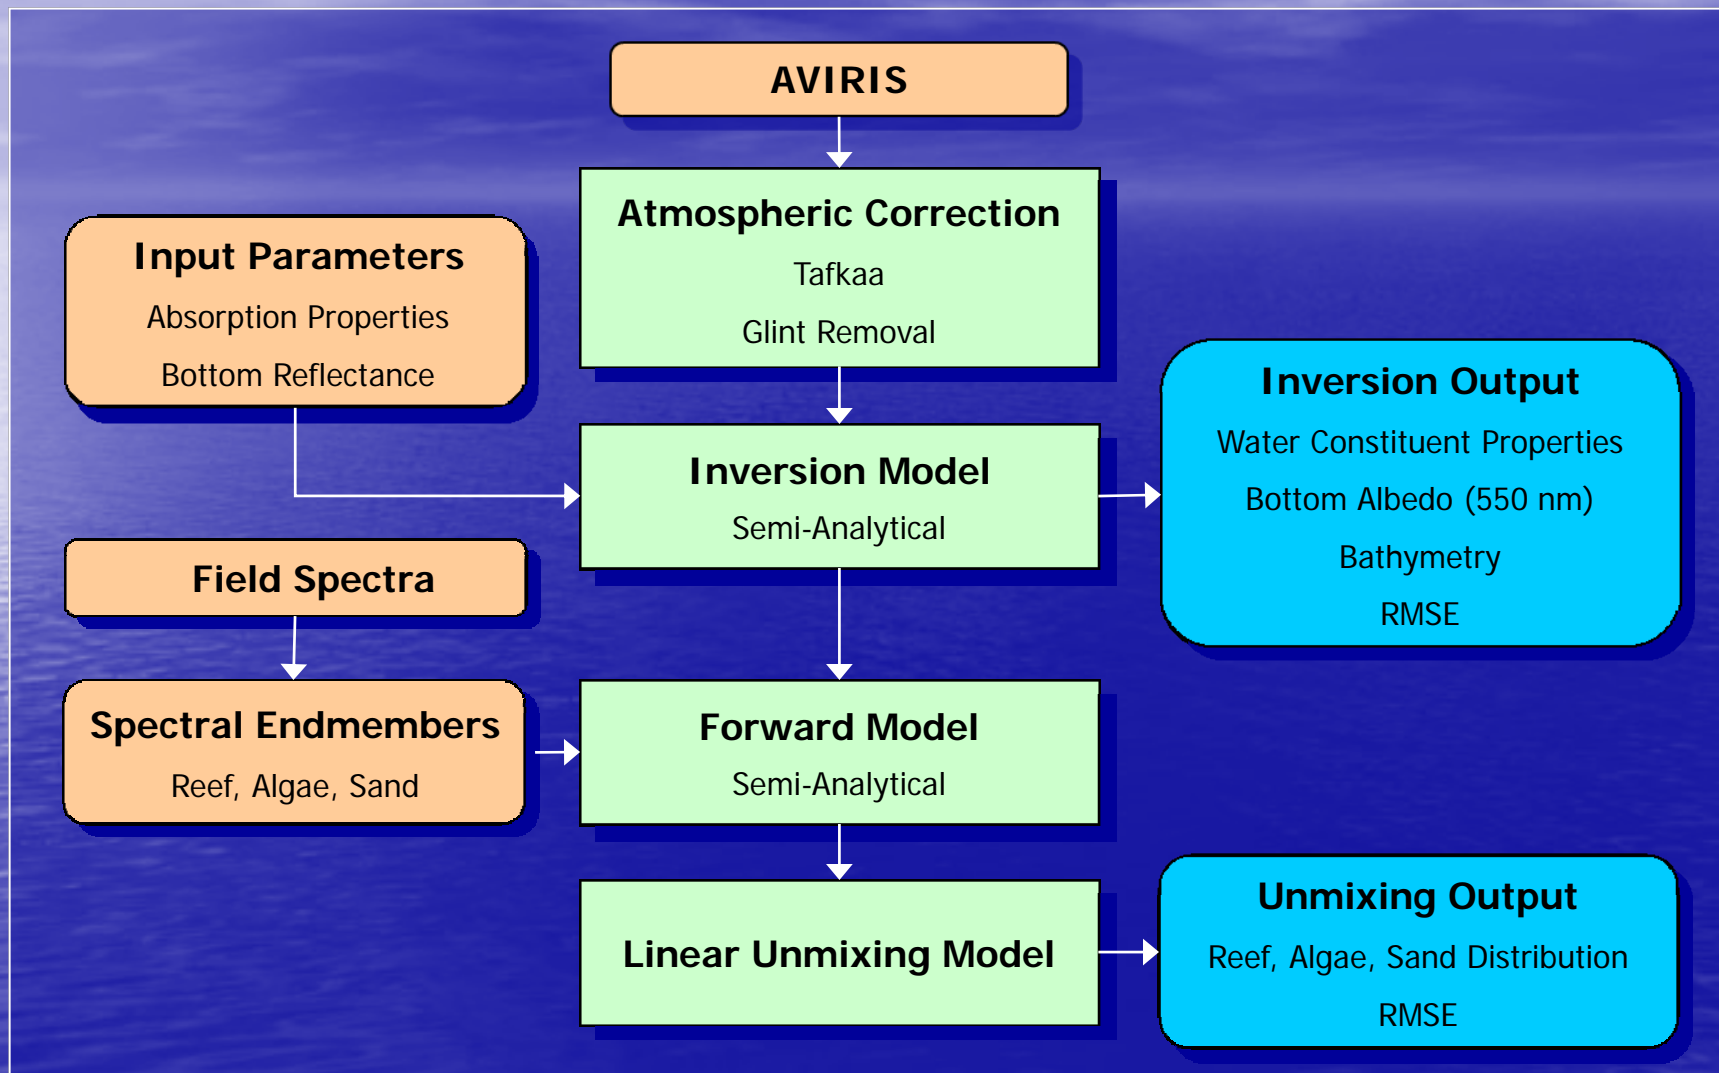 AVIRIS
Atmospheric Correction
Tafkaa
Glint Removal
Input Parameters
Absorption Properties
Bottom Reflectance
Inversion Model
Semi-Analytical
Inversion Output
Water Constituent Properties
Bottom Albedo (550 nm)
Bathymetry
RMSE
Field Spectra
Spectral Endmembers
Reef, Algae, Sand
Forward Model
Semi-Analytical
Linear Unmixing Model
Unmixing Output
Reef, Algae, Sand Distribution
RMSE